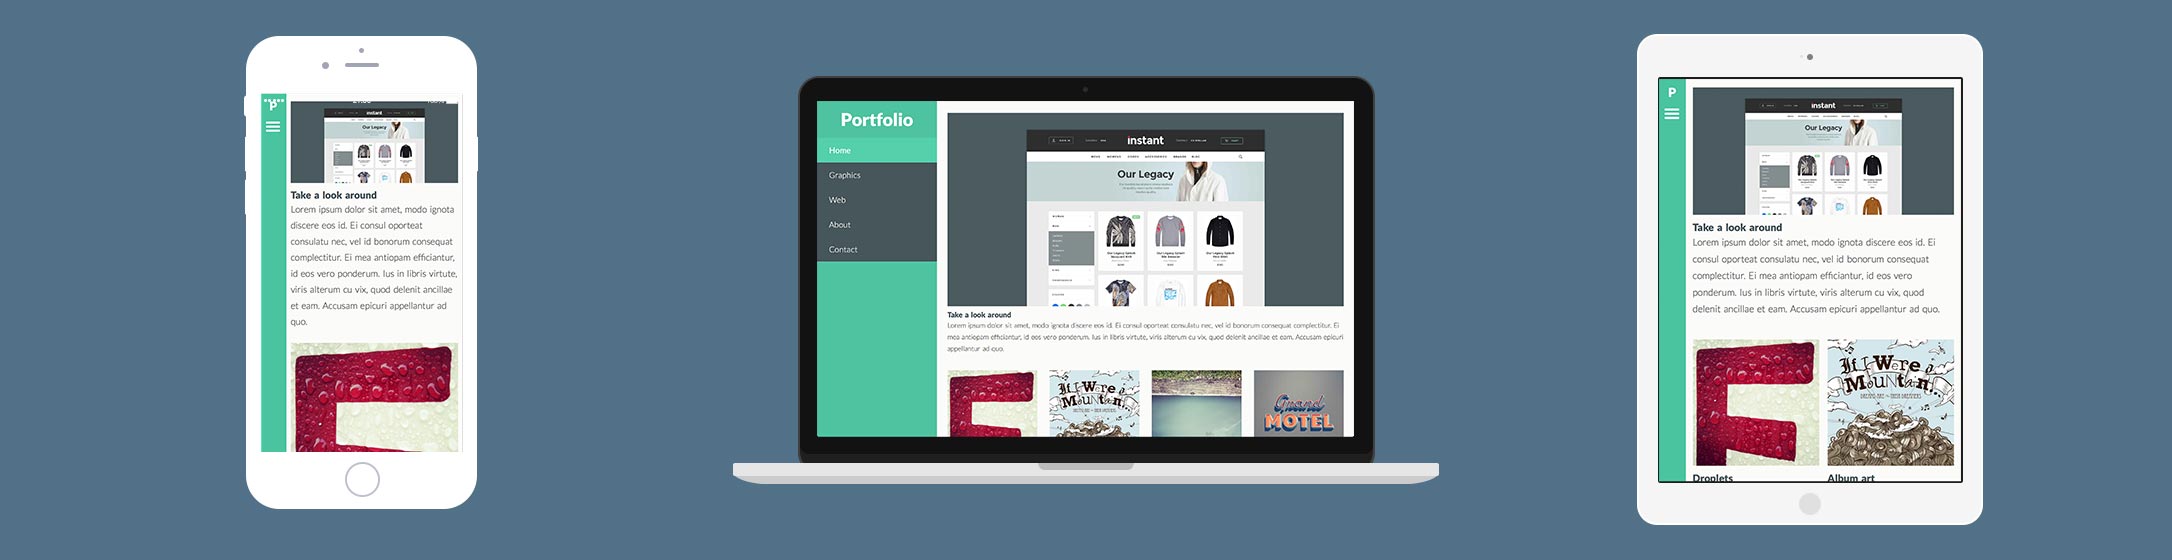 P
Our Legacy
Take a look around
Lorem ipsum dolor sit amet, modo ignota
discere eos id. Ei consul oporteat
consulatu nec, vel id bonorum consequat
complectitur. Ei mea antiopam efficiantur,
id eos vero ponderum. Ius in libris virtute,
viris alterum cu vix, quod delenit ancillae
et eam. Accusam epicuri appellantur ad
quo.
Portfolio
Home
Graphics
Web
About
Contact
instant
Our Legacy
Take a look around
Lorem ipsum dolor sit amet, modo ignota discere eos id. Ei consul oporteat consulatu nec, vel id bonorum consequat complectitur. Ei
mea antiopam efficiantur, id eos vero ponderum. Ius in libris virtute, viris alterum cu vix, quod delenit ancillae et eam. Accusam epicuri
appellantur ad quo.
If I Were a
Mountain,
Grand
MOTEL
P
instant
Our Legacy
Take a look around
Lorem ipsum dolor sit amet, modo ignota discere eos id. Ei
consul oporteat consulatu nec, vel id bonorum consequat
complectitur. Ei mea antiopam efficiantur, id eos vero
ponderum. Ius in libris virtute, viris alterum cu vix, quod
delenit ancillae et eam. Accusam epicuri appellantur ad quo.
If I Were a
Mountain,
Droplets
Album art